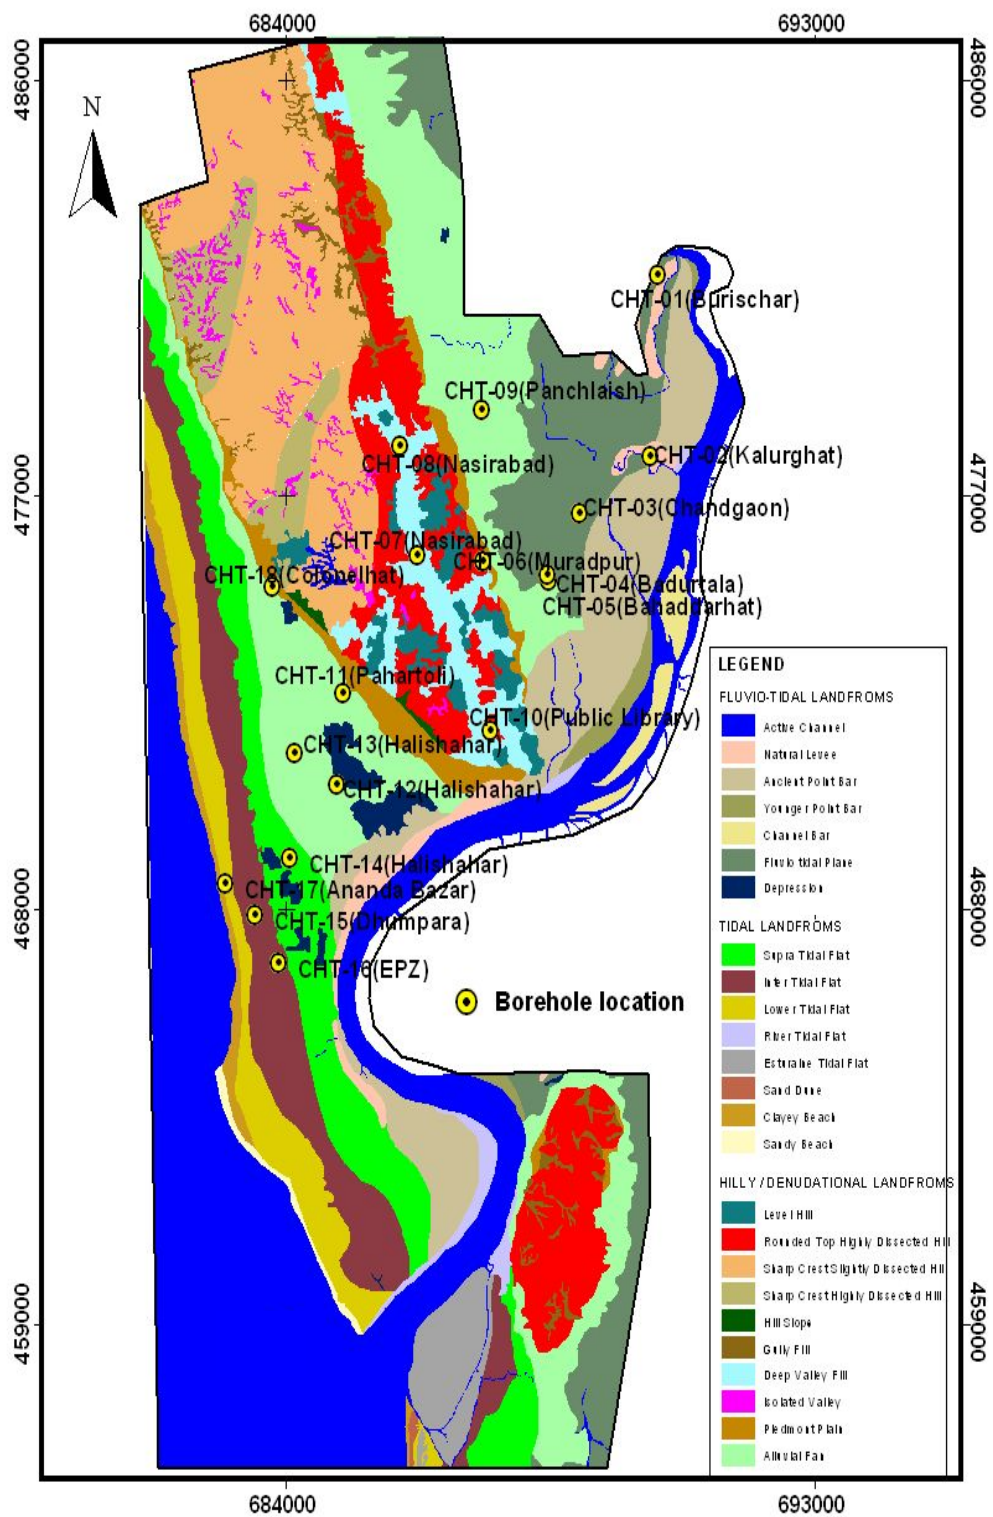 684000
693000
486000
486000
N
CHT-01(Burischar)
CHT-09(Panchlaish)
CHT-02(Kalurghat)
CHT-08(Nasirabad)
477000
477000
CHT-03(Chandgaon)
CHT-07(Nasirabad)
CHT-06(Muradpur)
CHT-18(Colonelhat)
CHT-04(Badurtala)
CHT-05(Bahaddarhat)
CHT-11(Pahartoli)
CHT-10(Public Library)
CHT-13(Halishahar)
CHT-12(Halishahar)
CHT-14(Halishahar)
CHT-17(Ananda Bazar)
468000
468000
CHT-15(Dhumpara)
CHT-16(EPZ)
Borehole location
LEGEND
FLUVIO-TIDAL LANDFROMS
Active Channel
Natural Levee
Ancient Point Bar
Younger Point Bar
Channel Bar
Fluvio tidal Plane
Depression
TIDAL LANDFROMS
Supra Tidal Flat
Inter Tidal Flat
Lower Tidal Flat
River Tidal Flat
Esturaine Tidal Flat
Sand Dune
Clayey Beach
Sandy Beach
HILLY / DENUDATIONAL LANDFROMS
Level Hill
Rounded Top Highly Dissected Hill
Sharp Crest Slightly Dissected Hill
Sharp Crest Highly Dissected Hill
Hill Slope
Gully Fill
Deep Valley Fill
Isolated Valley
Piedmont Plain
Alluvial Fan
459000
459000
684000
693000